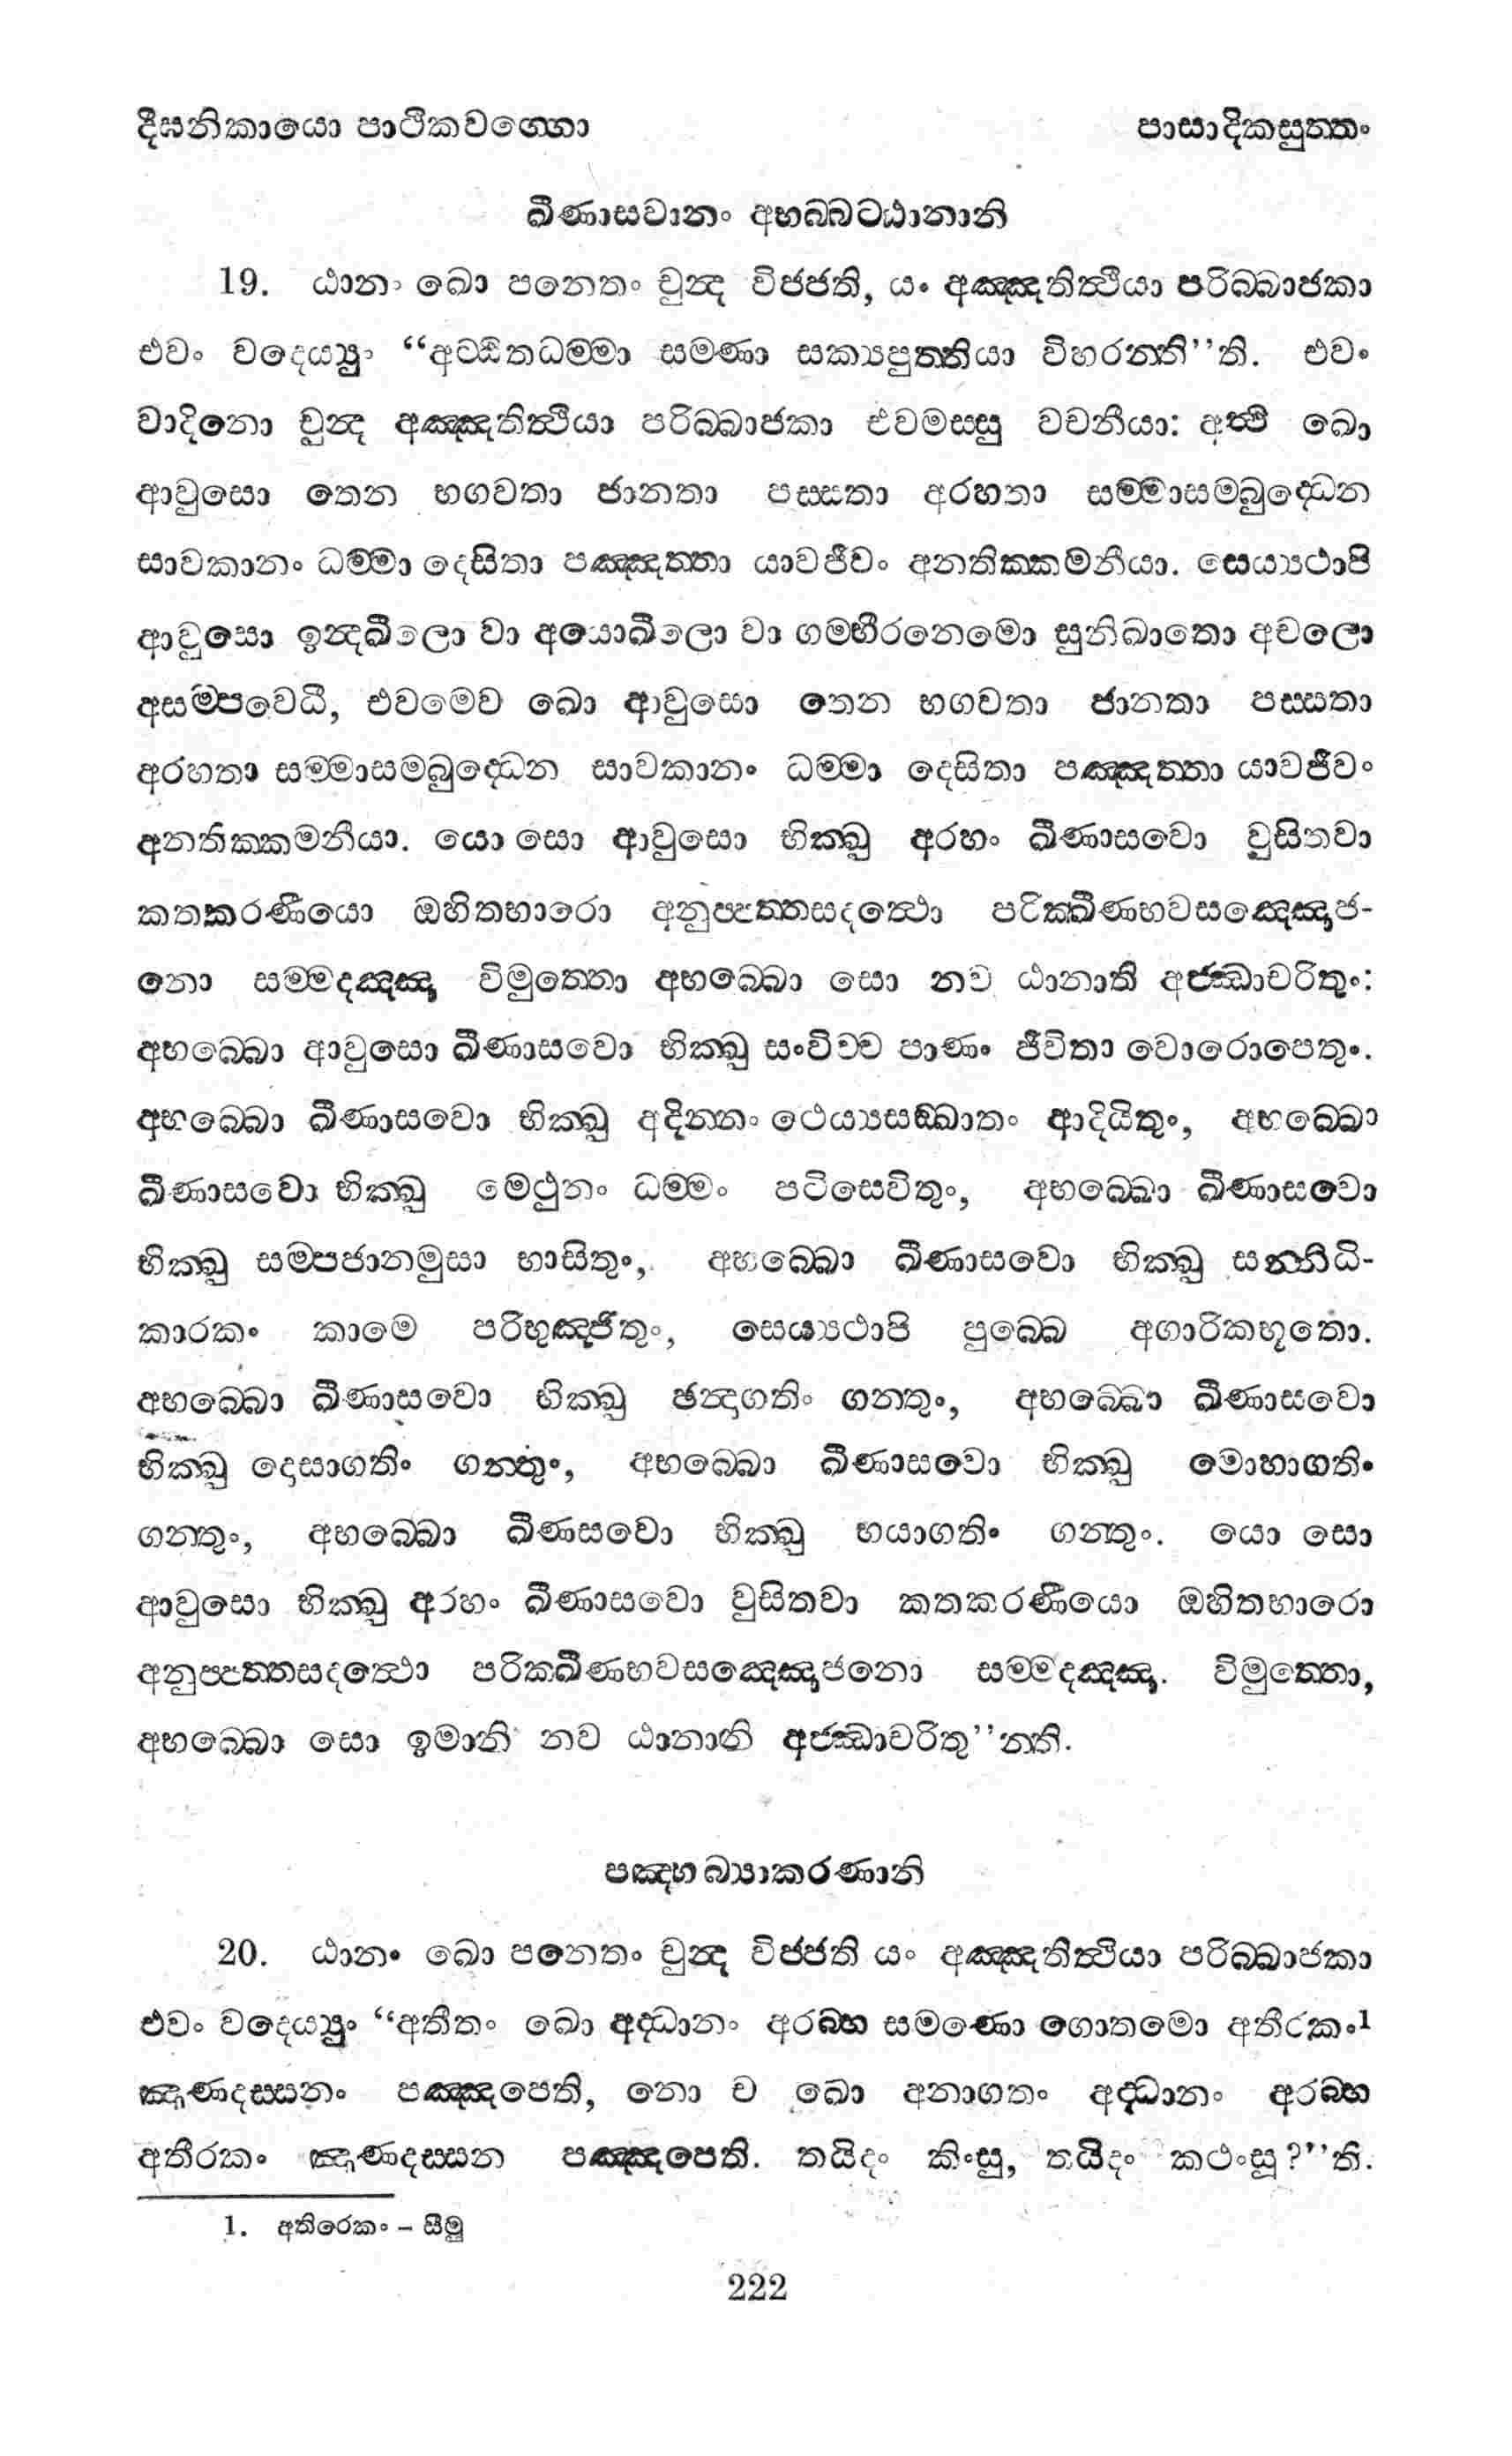 දීඝනිකායො පාථිකවග්ගො පාසාදිකසුත්තං
ඛීණාසවානං අභබ්බට්ඨානානි
19. ඨානං ඛො පනෙතං චුන්ද විජ්ජති, යං අඤ්ඤතිත්ථියා පරිබ්බාජකා
එවං වදෙය්‍යුං “අට්ඨිතධම්මා සමණා සක්‍යපුත්තියා විහරන්ති”ති. එවං
වාදිනො චුන්ද අඤ්ඤතිත්ථියා පරිබ්බාජකා එවමස්සු වචනීයා: අත්ථි ඛො
ආවුසො තෙන භගවතා ජානතා පස්සතා අරහතා සම්මාසම්බුද්ධෙන
සාවකානං ධම්මා දෙසිතා පඤ්ඤත්තා යාවජීවං අනතික්කමනීයා. සෙය්‍යථාපි
ආවුසො ඉන්දඛීලො වා අයොඛීලො වා ගම්භීරනෙමො සුනිඛාතො අචලො
අසම්පවෙධී, එවමෙව ඛො ආවුසො තෙන භගවතා ජානතා පස්සතා
අරහතා සම්මාසම්බුද්ධෙන සාවකානං ධම්මා දෙසිතා පඤ්ඤත්තා යාවජීවං
අනතික්කමනීයා. යො සො ආවුසො භික්ඛු අරහං ඛීණාසවො වුසිතවා
කතකරණීයො ඔහිතභාරො අනුප්පත්තසදත්ථො පරික්ඛීණභවසඤ්ඤොජ-
නො සම්මදඤ්ඤා විමුත්තො අභබ්බො සො නව ඨානාති අජ්ඣාචරිතුං:
අභබ්බො ආවුසො ඛීණාසවො භික්ඛු සංචිච්ච පාණං ජීවිතා වොරොපෙතුං.
අභබ්බො ඛීණාසවො භික්ඛු අදින්නං ථෙය්‍යසඞ්ඛාතං ආදියිතුං, අභබ්බො
ඛීණාසවො භික්ඛු මෙථුනං ධම්මං පටිසෙවිතුං, අභබ්බො ඛීණාසවො
භික්ඛු සම්පජානමුසා භාසිතුං, අභබ්බො ඛීණාසවො භික්ඛු සන්නිධි-
කාරකං කාමෙ පරිභුඤ්ජිතුං, සෙය්‍යථාපි පුබ්බෙ අගාරිකභූතො.
අභබ්බො ඛීණාසවො භික්ඛු ඡන්දාගතිං ගන්තුං, අභබ්බො ඛීණාසවො
භික්ඛු දොසාගතිං ගන්තුං, අභබ්බො ඛීණාසවො භික්ඛු මොහාගතිං
ගන්තුං, අභබ්බො ඛීණසවො භික්ඛු භයාගතිං ගන්තුං. යො සො
ආවුසො භික්ඛු අරහං ඛීණාසවො වුසිතවා කතකරණීයො ඔහිතභාරො
අනුප්පත්තසදත්ථො පරික්ඛීණභවසඤ්ඤොජනො සම්මදඤ්ඤා. විමුත්තො,
අභබ්බො සො ඉමානි නව ඨානානි අජ්ඣාචරිතු”න්ති.
පඤ්හ බ්‍යාකරණානි
20. ඨානං ඛො පනෙතං චුන්ද විජ්ජති යං අඤ්ඤතිත්ථියා පරිබ්බාජකා
එවං වදෙය්‍යුං “අතීතං ඛො අද්ධානං අරබ්භ සමණො ගොතමො අතීරකං¹
ඤාණදස්සනං පඤ්ඤපෙති, නො ච ඛො අනාගතං අද්ධානං අරබ්භ
අතීරකං ඤාණදස්සන පඤ්ඤපෙති. තයිදං කිංසු, තයිදං කථංසූ?”ති.
1. අතිරෙකං – සීමු
222